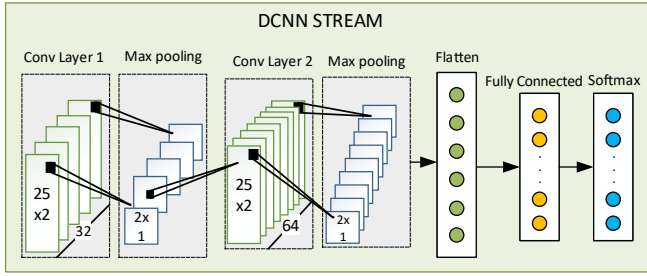 DCNN STREAM
Conv Layer 1
Max pooling
Conv Layer 2
Max pooling
Flatten
Fully Connected
Softmax
25
x2
32
2x
1
25
x2
64
2x
1